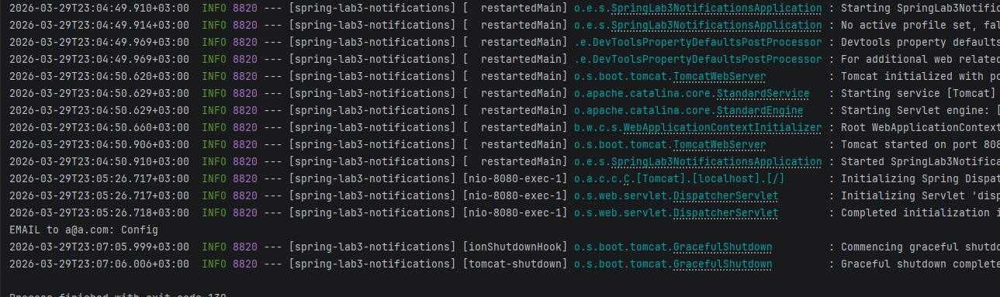 2026-03-29T23:04:49.910+03:00  INFO 8820 --- [spring-lab3-notifications] [  restartedMain] o.e.s.SpringLab3NotificationsApplication : Starting SpringLab3Notific
2026-03-29T23:04:49.914+03:00  INFO 8820 --- [spring-lab3-notifications] [  restartedMain] o.e.s.SpringLab3NotificationsApplication : No active profile set, fal
2026-03-29T23:04:49.969+03:00  INFO 8820 --- [spring-lab3-notifications] [  restartedMain] .e.DevToolsPropertyDefaultsPostProcessor : Devtools property defaults
2026-03-29T23:04:49.969+03:00  INFO 8820 --- [spring-lab3-notifications] [  restartedMain] .e.DevToolsPropertyDefaultsPostProcessor : For additional web related
2026-03-29T23:04:50.620+03:00  INFO 8820 --- [spring-lab3-notifications] [  restartedMain] o.s.boot.tomcat.TomcatWebServer          : Tomcat initialized with po
2026-03-29T23:04:50.629+03:00  INFO 8820 --- [spring-lab3-notifications] [  restartedMain] o.apache.catalina.core.StandardService   : Starting service [Tomcat]
2026-03-29T23:04:50.629+03:00  INFO 8820 --- [spring-lab3-notifications] [  restartedMain] o.apache.catalina.core.StandardEngine    : Starting Servlet engine: [
2026-03-29T23:04:50.660+03:00  INFO 8820 --- [spring-lab3-notifications] [  restartedMain] b.w.c.s.WebApplicationContextInitializer : Root WebApplicationContext
2026-03-29T23:04:50.906+03:00  INFO 8820 --- [spring-lab3-notifications] [  restartedMain] o.s.boot.tomcat.TomcatWebServer          : Tomcat started on port 808
2026-03-29T23:04:50.910+03:00  INFO 8820 --- [spring-lab3-notifications] [  restartedMain] o.e.s.SpringLab3NotificationsApplication : Started SpringLab3Notifica
2026-03-29T23:05:26.717+03:00  INFO 8820 --- [spring-lab3-notifications] [nio-8080-exec-1] o.a.c.c.C.[Tomcat].[localhost].[/]       : Initializing Spring Dispat
2026-03-29T23:05:26.717+03:00  INFO 8820 --- [spring-lab3-notifications] [nio-8080-exec-1] o.s.web.servlet.DispatcherServlet        : Initializing Servlet 'disp
2026-03-29T23:05:26.718+03:00  INFO 8820 --- [spring-lab3-notifications] [nio-8080-exec-1] o.s.web.servlet.DispatcherServlet        : Completed initialization i
EMAIL to a@a.com: Config
2026-03-29T23:07:05.999+03:00  INFO 8820 --- [spring-lab3-notifications] [ionShutdownHook] o.s.boot.tomcat.GracefulShutdown         : Commencing graceful shutdo
2026-03-29T23:07:06.006+03:00  INFO 8820 --- [spring-lab3-notifications] [tomcat-shutdown] o.s.boot.tomcat.GracefulShutdown         : Graceful shutdown complete
Process finished with exit code 130